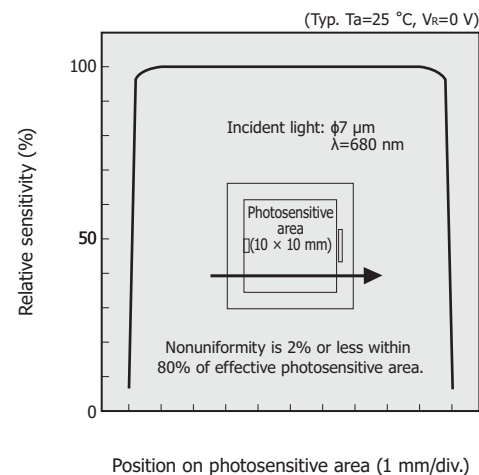 (Typ. Ta=25 °C, VR=0 V)
100
50
0
Relative sensitivity (%)
Incident light: ϕ7 µm
λ=680 nm
Photosensitive
area
(10 × 10 mm)
Nonuniformity is 2% or less within
80% of effective photosensitive area.
Position on photosensitive area (1 mm/div.)